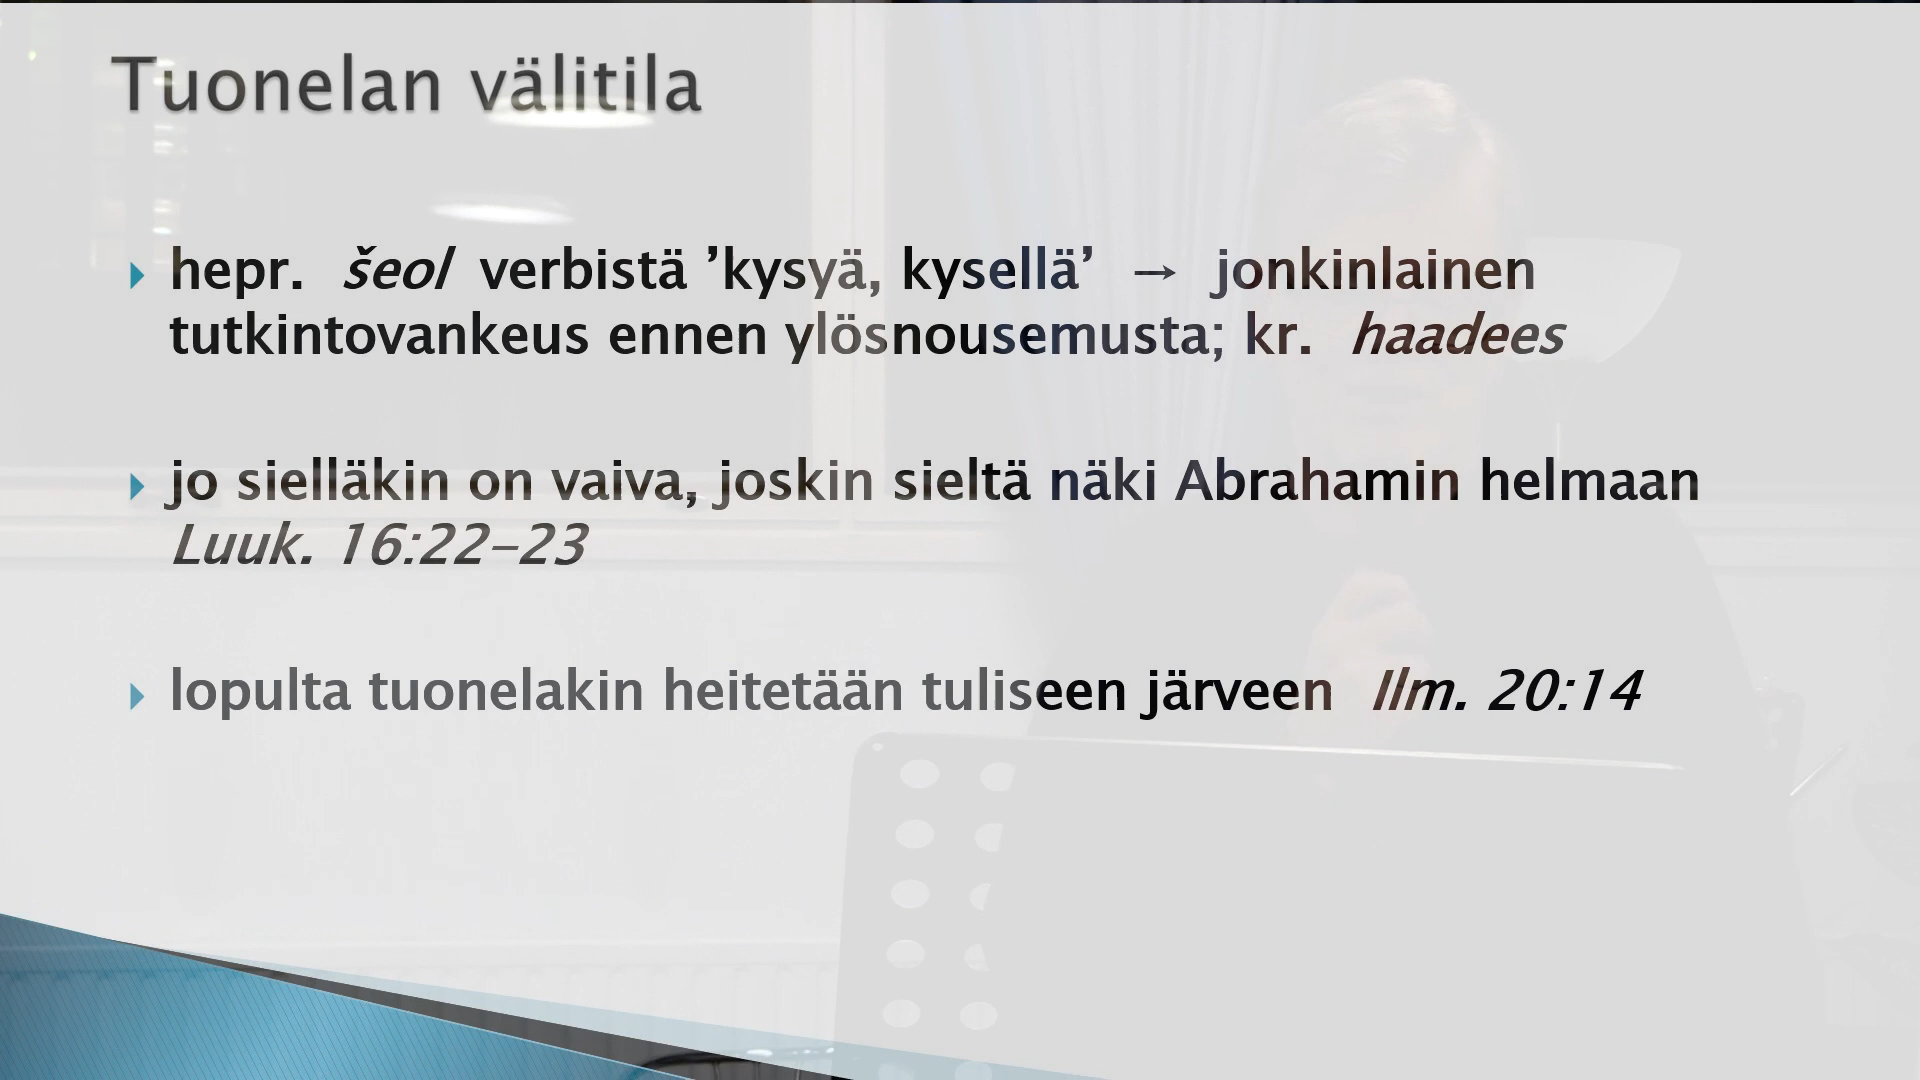 Tuonelan välitila
hepr. šeol verbistä ’kysyä, kysellä’ → jonkinlainen
tutkintovankeus ennen ylösnousemusta; kr. haadees
jo sielläkin on vaiva, joskin sieltä näki Abrahamin helmaan
Luuk. 16:22–23
lopulta tuonelakin heitetään tuliseen järveen Ilm. 20:14